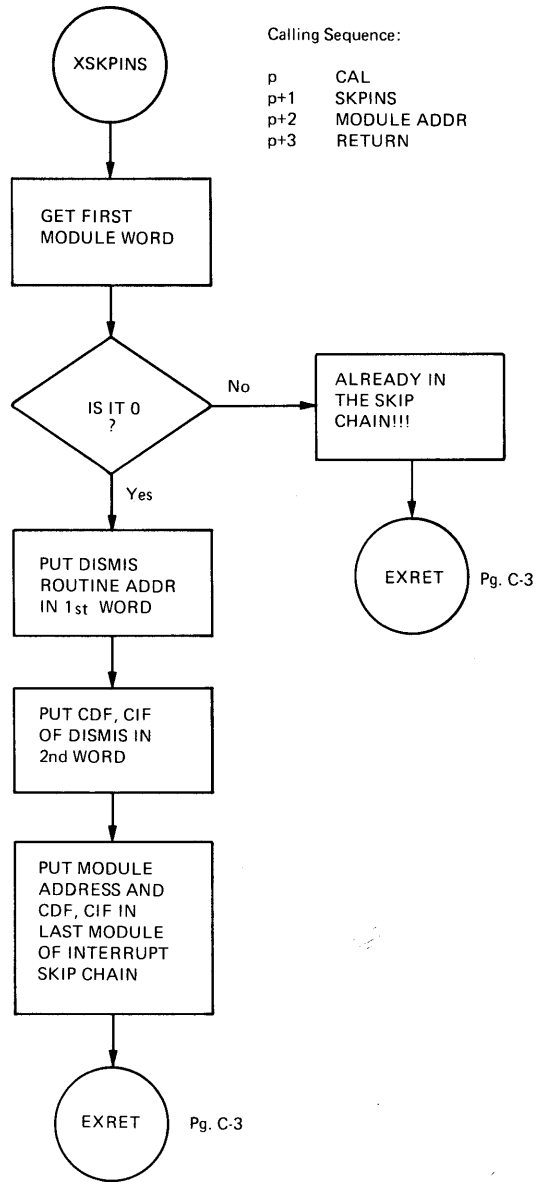 XSKPINS
Calling Sequence:
p CAL
p+1 SKPINS
p+2 MODULE ADDR
p+3 RETURN
GET FIRST
MODULE WORD
IS IT 0
?
No
ALREADY IN
THE SKIP
CHAIN!!!
EXRET
Pg. C-3
Yes
PUT DISMIS
ROUTINE ADDR
IN 1st WORD
PUT CDF, CIF
OF DISMIS IN
2nd WORD
PUT MODULE
ADDRESS AND
CDF, CIF IN
LAST MODULE
OF INTERRUPT
SKIP CHAIN
EXRET
Pg. C-3